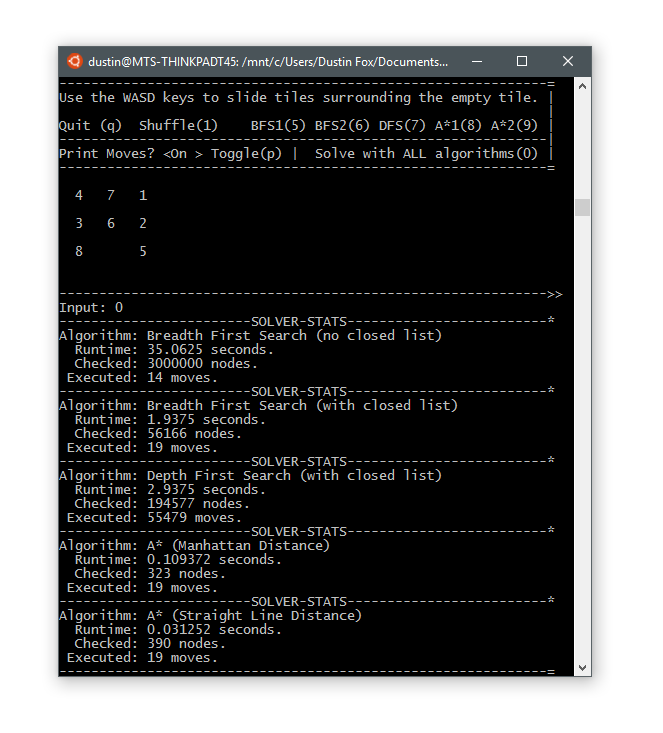 dustin@MTS-THINKPADT45: /mnt/c/Users/Dustin Fox/Documents...
--------------------------------------------------------------=
Use the WASD keys to slide tiles surrounding the empty tile. |
|
Quit (q)  Shuffle(1)    BFS1(5) BFS2(6) DFS(7) A*1(8) A*2(9) |
-------------------------------------------------------------|
Print Moves? <On > Toggle(p) |  Solve with ALL algorithms(0) |
-------------------------------------------------------------=
4   7   1
3   6   2
8       5
------------------------------------------------------------->>
Input: 0
------------------------SOLVER-STATS-------------------------*
Algorithm: Breadth First Search (no closed list)
Runtime: 35.0625 seconds.
Checked: 3000000 nodes.
Executed: 14 moves.
------------------------SOLVER-STATS-------------------------*
Algorithm: Breadth First Search (with closed list)
Runtime: 1.9375 seconds.
Checked: 56166 nodes.
Executed: 19 moves.
------------------------SOLVER-STATS-------------------------*
Algorithm: Depth First Search (with closed list)
Runtime: 2.9375 seconds.
Checked: 194577 nodes.
Executed: 55479 moves.
------------------------SOLVER-STATS-------------------------*
Algorithm: A* (Manhattan Distance)
Runtime: 0.109372 seconds.
Checked: 323 nodes.
Executed: 19 moves.
------------------------SOLVER-STATS-------------------------*
Algorithm: A* (Straight Line Distance)
Runtime: 0.031252 seconds.
Checked: 390 nodes.
Executed: 19 moves.
-------------------------------------------------------------=